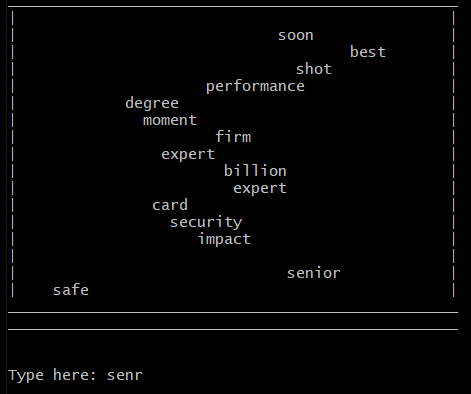 soon
best
shot
performance
degree
moment
firm
expert
billion
expert
card
security
impact
senior
safe
Type here: senr